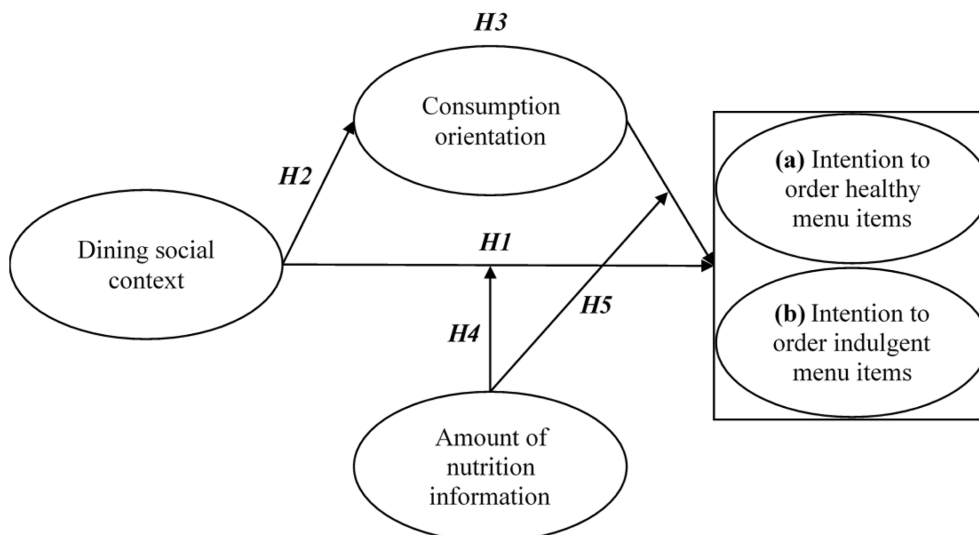 H3
Consumption
orientation
H2
Dining social
context
H1
H4
H5
Amount of
nutrition
information
(a) Intention to
order healthy
menu items
(b) Intention to
order indulgent
menu items